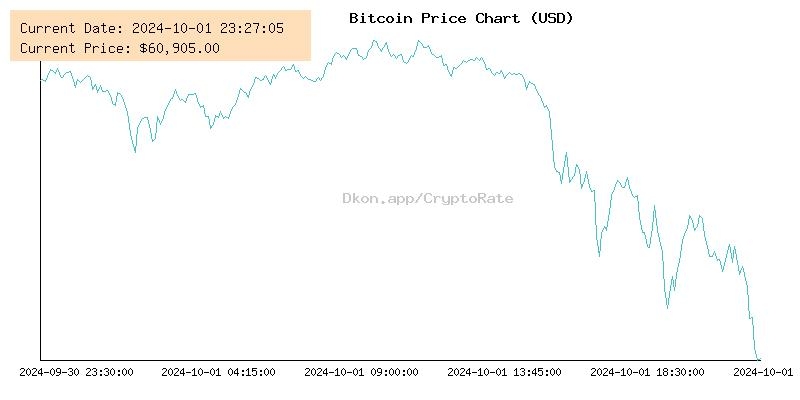 Bitcoin Price Chart (USD)
Current Date: 2024-10-01 23:27:05
Current Price: $60,905.00
Dkon.app/CryptoRate
2024-09-30 23:30:00 2024-10-01 04:15:00 2024-10-01 09:00:00 2024-10-01 13:45:00 2024-10-01 18:30:00 2024-10-01